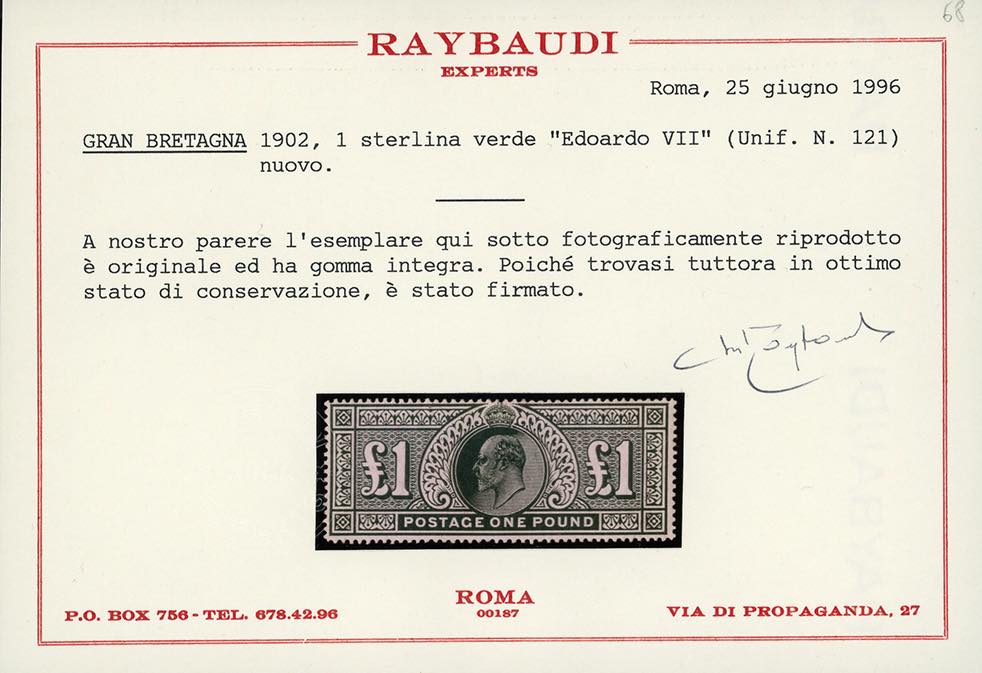 68
RAYBAUDI
EXPERTS
Roma, 25 giugno 1996
GRAN BRETAGNA 1902, 1 sterlina verde "Edoardo VII" (Unif. N. 121)
nuovo.
A nostro parere l'esemplare qui sotto fotograficamente riprodotto
è originale ed ha gomma integra. Poiché trovasi tuttora in ottimo
stato di conservazione, è stato firmato.
£1 £1
POSTAGE ONE POUND
ROMA
00187
P.O. BOX 756 - TEL. 678.42.96
VIA DI PROPAGANDA, 27